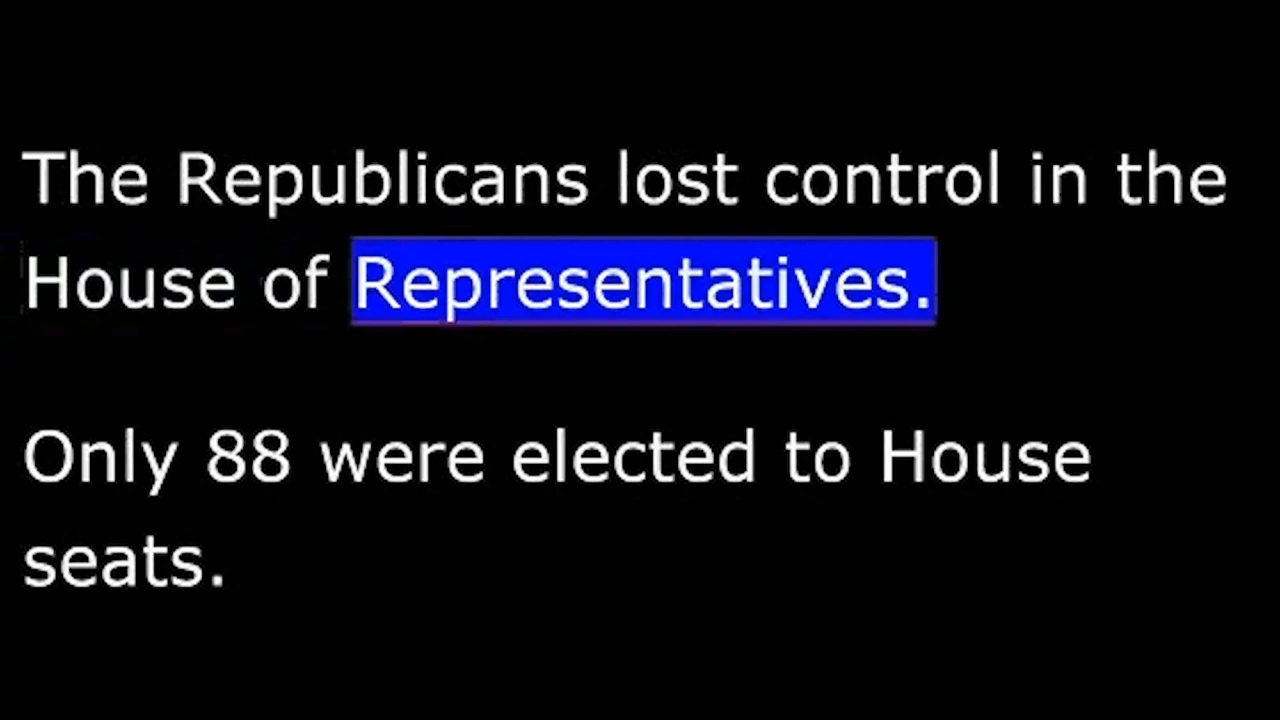 The Republicans lost control in the
House of Representatives.
Only 88 were elected to House
seats.